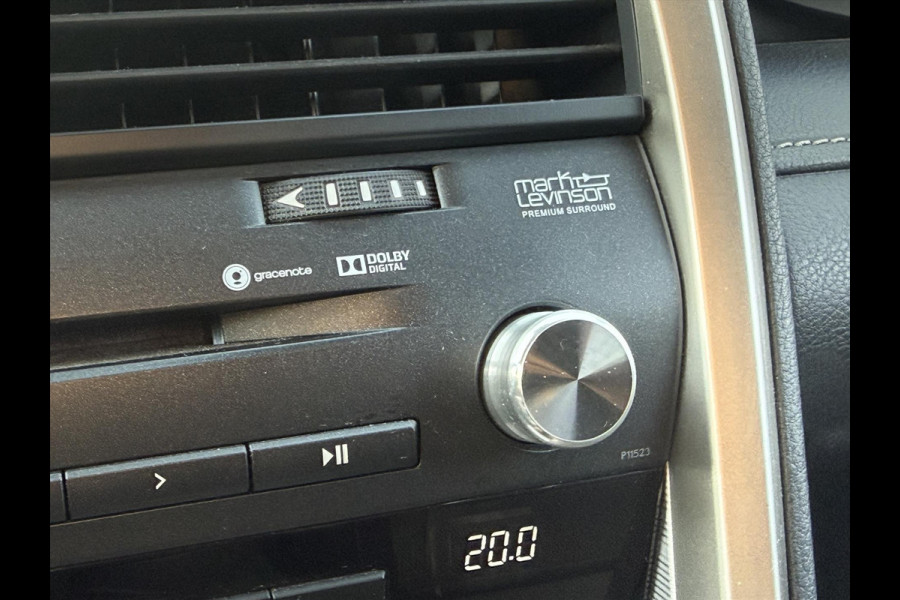 mark
Levinson
PREMIUM SURROUND
gracenote
DOLBY
DIGITAL
P11523
20.0